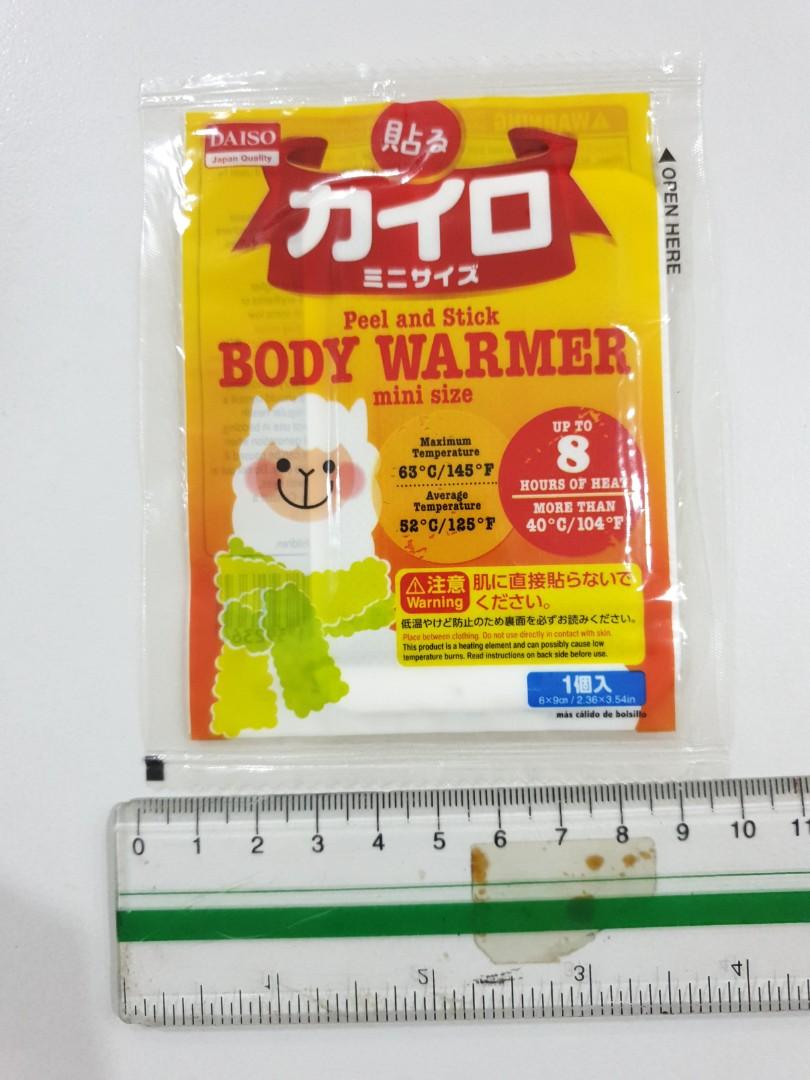 DAISO
Japan Quality
貼る
カイロ
ミニサイズ
OPEN HERE
Peel and Stick
BODY WARMER
mini size
Maximum
Temperature
63°C/145°F
Average
Temperature
52°C/125°F
UP TO
8
HOURS OF HEAT
MORE THAN
40°C/104°F
注意
Warning
肌に直接貼らないで
ください。
低温やけど防止のため裏面を必ずお読みください。
Place between clothing. Do not use directly in contact with skin.
This product is a heating element and can possibly cause low
temperature burns. Read instructions on back side before use.
1個入
6×9㎝ / 2.36×3.54in
más cálido de bolsillo
0 1 2 3 4 5 6 7 8 9 10 11
1 2 3 4